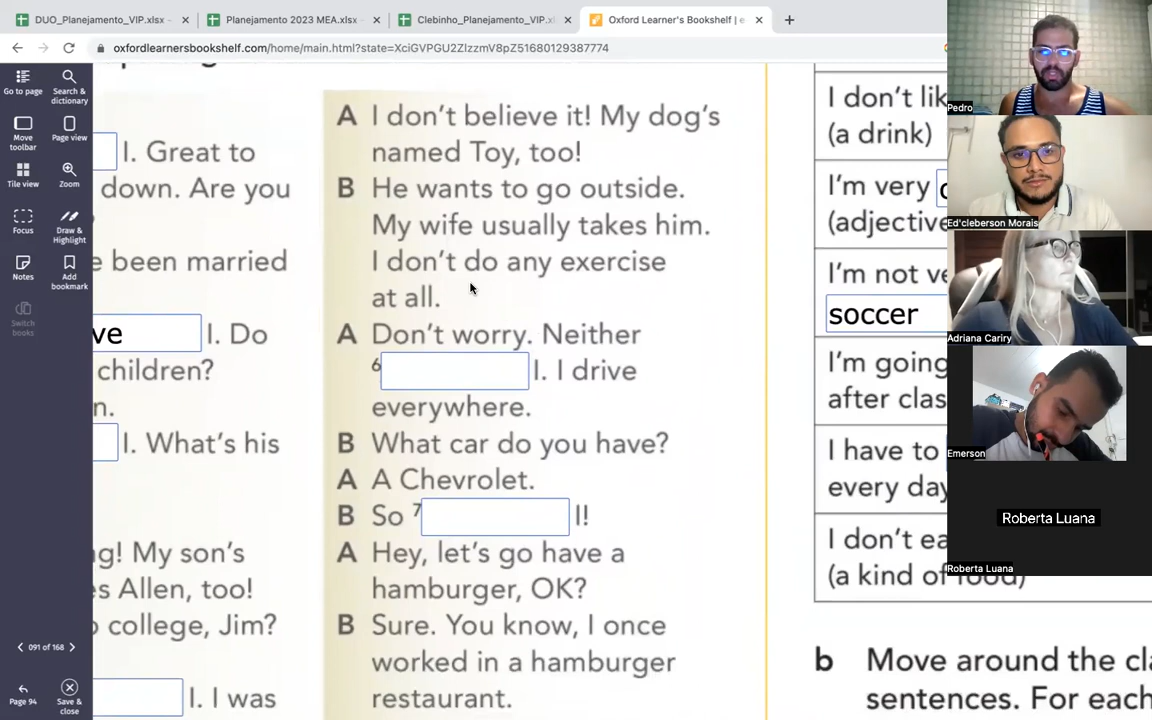 DUO_Planejamento_VIP.xlsx
Planejamento 2023 MEA.xlsx
Clebinho_Planejamento_VIP.xl
Oxford Learner's Bookshelf | e
oxfordlearnersbookshelf.com/home/main.html?state=XciGVPGU2ZIzzmV8pZ51680129387774
Go to page
Search & dictionary
Move toolbar
Page view
Tile view
Zoom
Focus
Draw & Highlight
Notes
Add bookmark
Switch books
091 of 168
Page 94
Save & close
I. Great to
down. Are you
e been married
ve I. Do
children?
n.
I. What's his
ng! My son's
es Allen, too!
o college, Jim?
I. I was
A I don't believe it! My dog's
named Toy, too!
B He wants to go outside.
My wife usually takes him.
I don't do any exercise
at all.
A Don't worry. Neither
6 I. I drive
everywhere.
B What car do you have?
A A Chevrolet.
B So 7 I!
A Hey, let's go have a
hamburger, OK?
B Sure. You know, I once
worked in a hamburger
restaurant.
I don't lik
(a drink)
I'm very
(adjective
I'm not ve
soccer
I'm going
after clas
I have to
every day
I don't ea
(a kind of food)
b Move around the cla
sentences. For each
Pedro
Ed'cleberson Morais
Adriana Cariry
Emerson
Roberta Luana
Roberta Luana